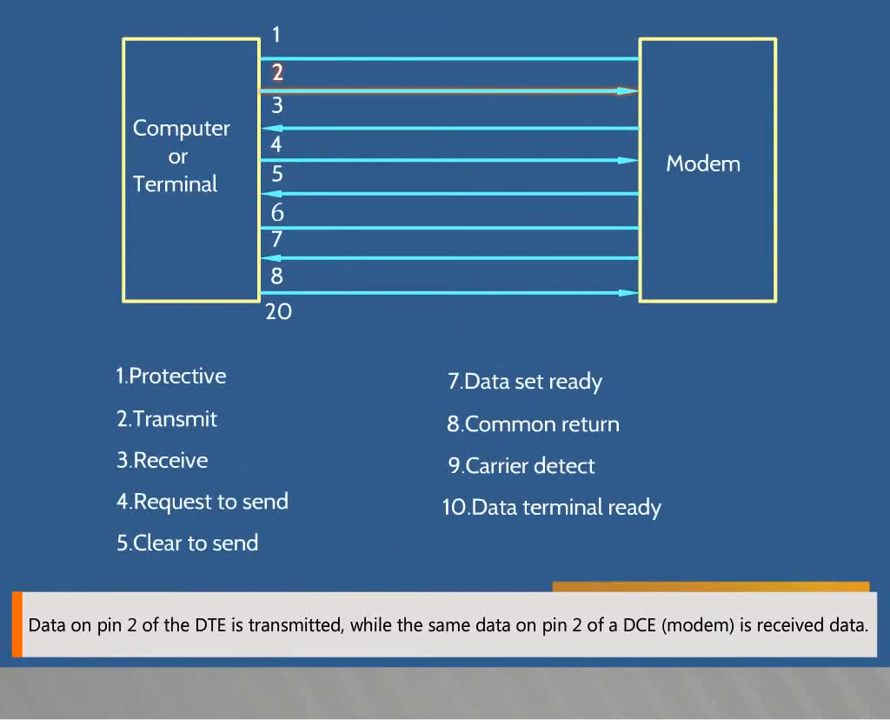 1
2
3
4
5
6
7
8
20
Computer
or
Terminal
Modem
1.Protective
2.Transmit
3.Receive
4.Request to send
5.Clear to send
7.Data set ready
8.Common return
9.Carrier detect
10.Data terminal ready
Data on pin 2 of the DTE is transmitted, while the same data on pin 2 of a DCE (modem) is received data.